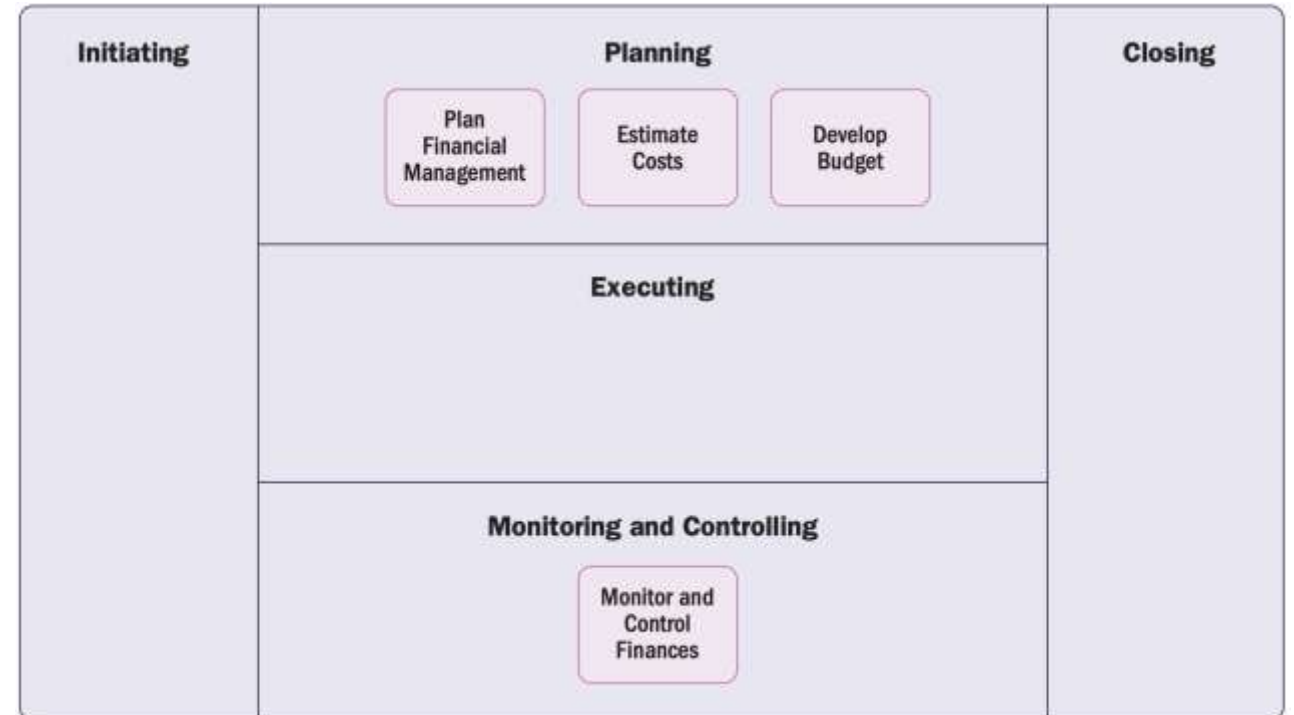 Initiating
Planning
Closing
Plan
Financial
Management
Estimate
Costs
Develop
Budget
Executing
Monitoring and Controlling
Monitor and
Control
Finances